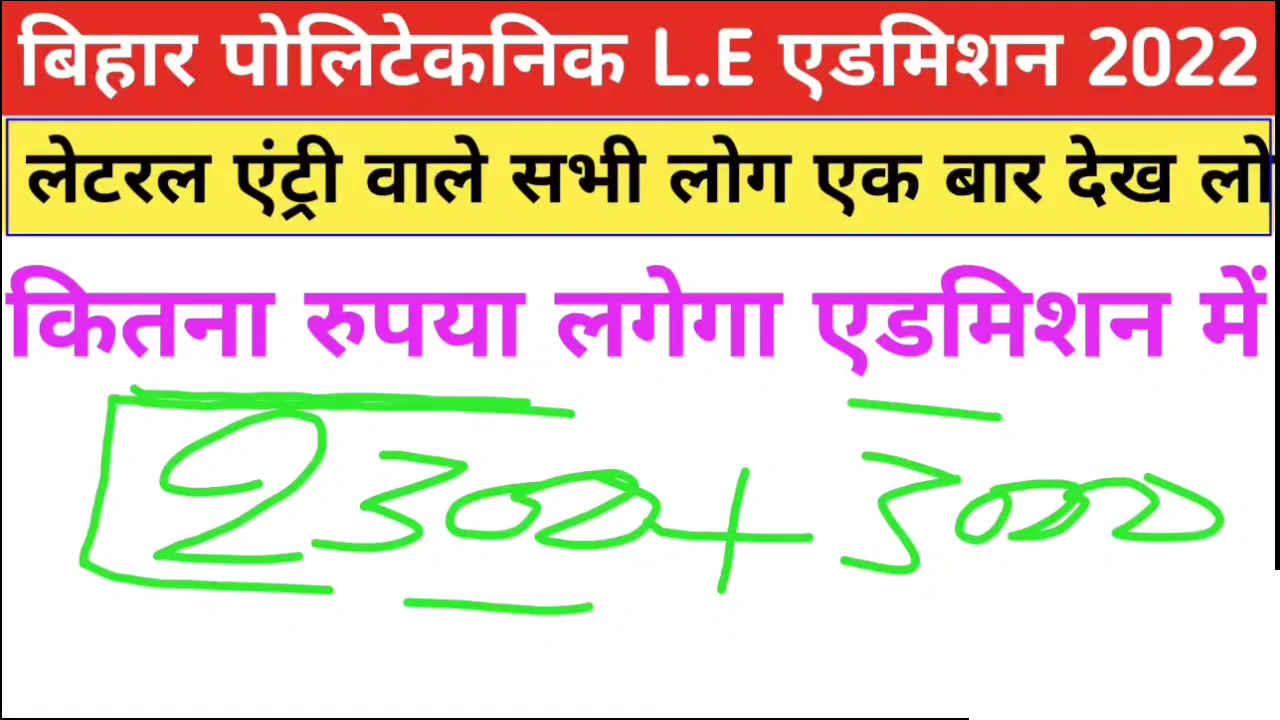 बिहार पोलिटेकनिक L.E एडमिशन 2022
लेटरल एंट्री वाले सभी लोग एक बार देख लो
कितना रुपया लगेगा एडमिशन में
2300+3000